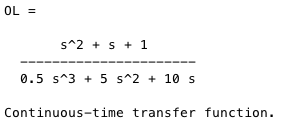 OL =
s^2 + s + 1
----------------------
0.5 s^3 + 5 s^2 + 10 s
Continuous-time transfer function.